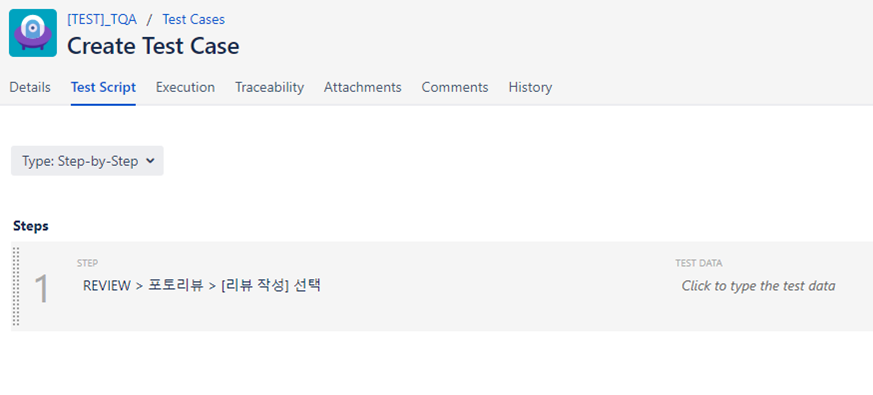 [TEST]_TQA / Test Cases
Create Test Case
Details Test Script Execution Traceability Attachments Comments History
Type: Step-by-Step
Steps
1
STEP
TEST DATA
REVIEW > 포토리뷰 > [리뷰 작성] 선택
Click to type the test data